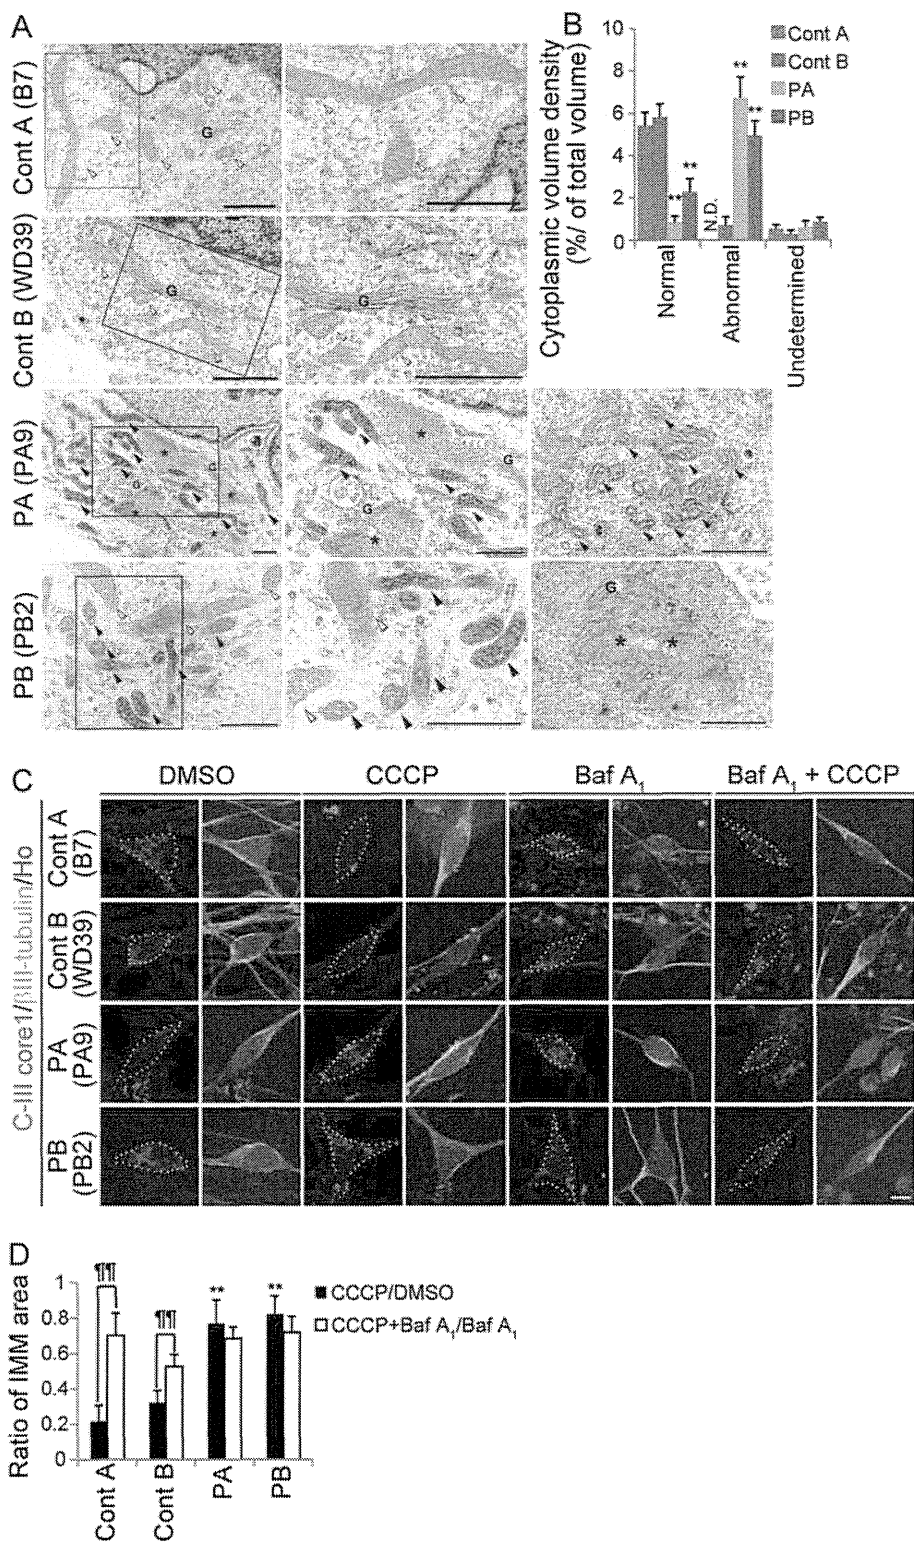 A
Cont A (B7)
G
Cont B (WD39)
G
G
*
PA (PA9)
*
G
G
*
*
G
G
*
PB (PB2)
G
* *
B
Cytoplasmic volume density
(%/ of total volume)
10
8
6
4
2
0
**
**
N.D.
**
**
Normal
Abnormal
Undetermined
Cont A
Cont B
PA
PB
C
DMSO CCCP Baf A1 Baf A1 + CCCP
C-III core1/βIII-tubulin/Ho
Cont A
(B7)
Cont B
(WD39)
PA
(PA9)
PB
(PB2)
D
Ratio of IMM area
1
0.8
0.6
0.4
0.2
0
¶¶
¶¶
**
**
CCCP/DMSO
CCCP+Baf A1/Baf A1
Cont A
Cont B
PA
PB